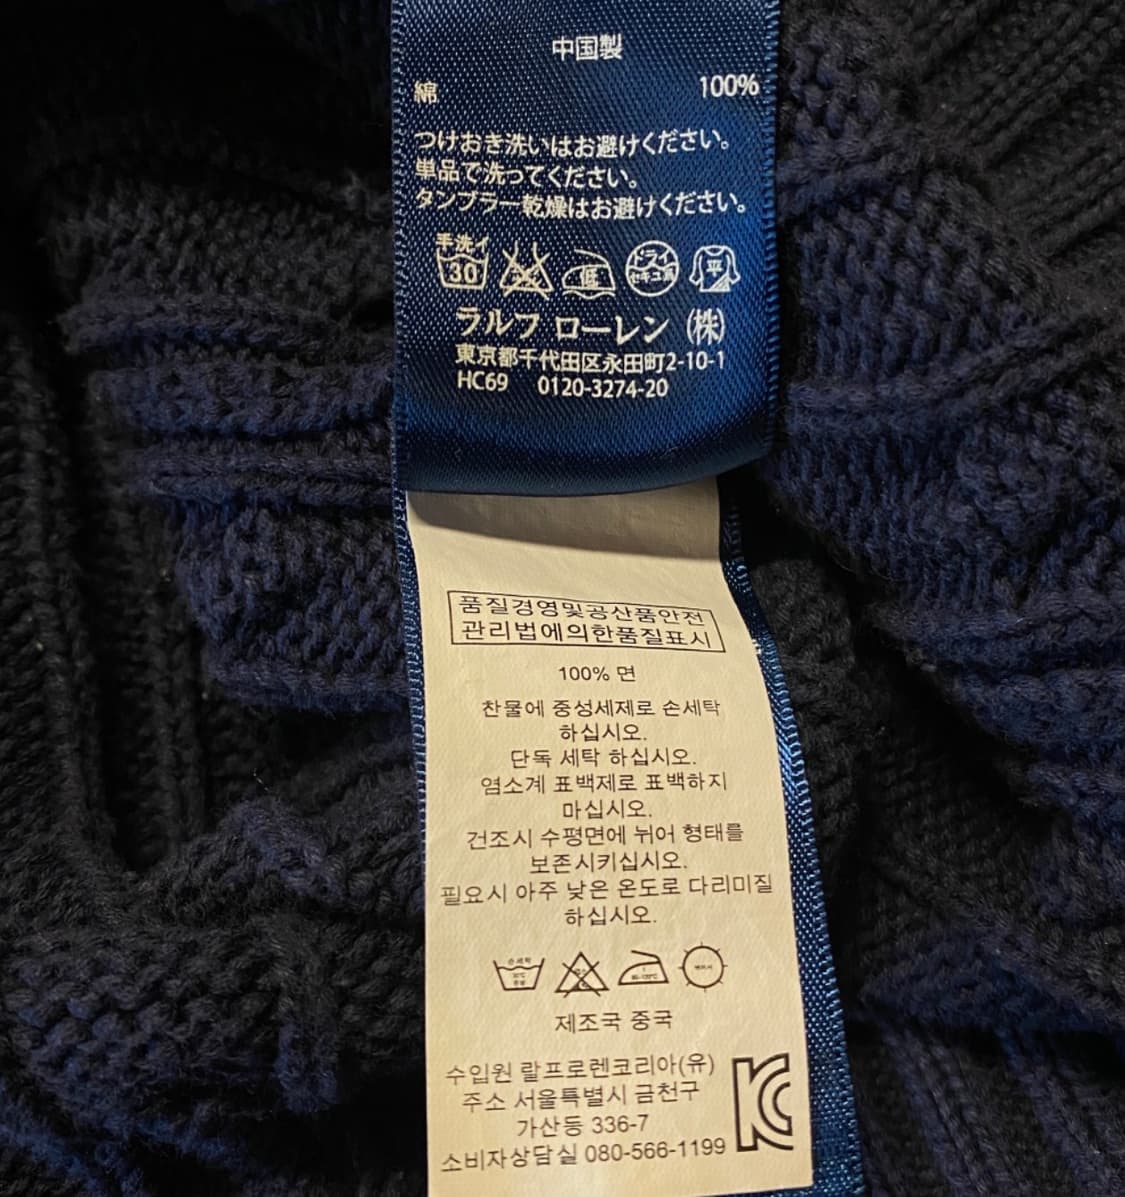 中国製
綿 100%
つけおき洗いはお避けください。
単品で洗ってください。
タンブラー乾燥はお避けください。
手洗イ
30
低
ドライ
セキユ系
平
ラルフ ローレン (株)
東京都千代田区永田町2-10-1
HC69 0120-3274-20
품질경영및공산품안전
관리법에의한품질표시
100% 면
찬물에 중성세제로 손세탁
하십시오.
단독 세탁 하십시오.
염소계 표백제로 표백하지
마십시오.
건조시 수평면에 뉘어 형태를
보존시키십시오.
필요시 아주 낮은 온도로 다리미질
하십시오.
손세탁
30°C
제조국 중국
수입원 랄프로렌코리아(유)
주소 서울특별시 금천구
가산동 336-7
소비자상담실 080-566-1199